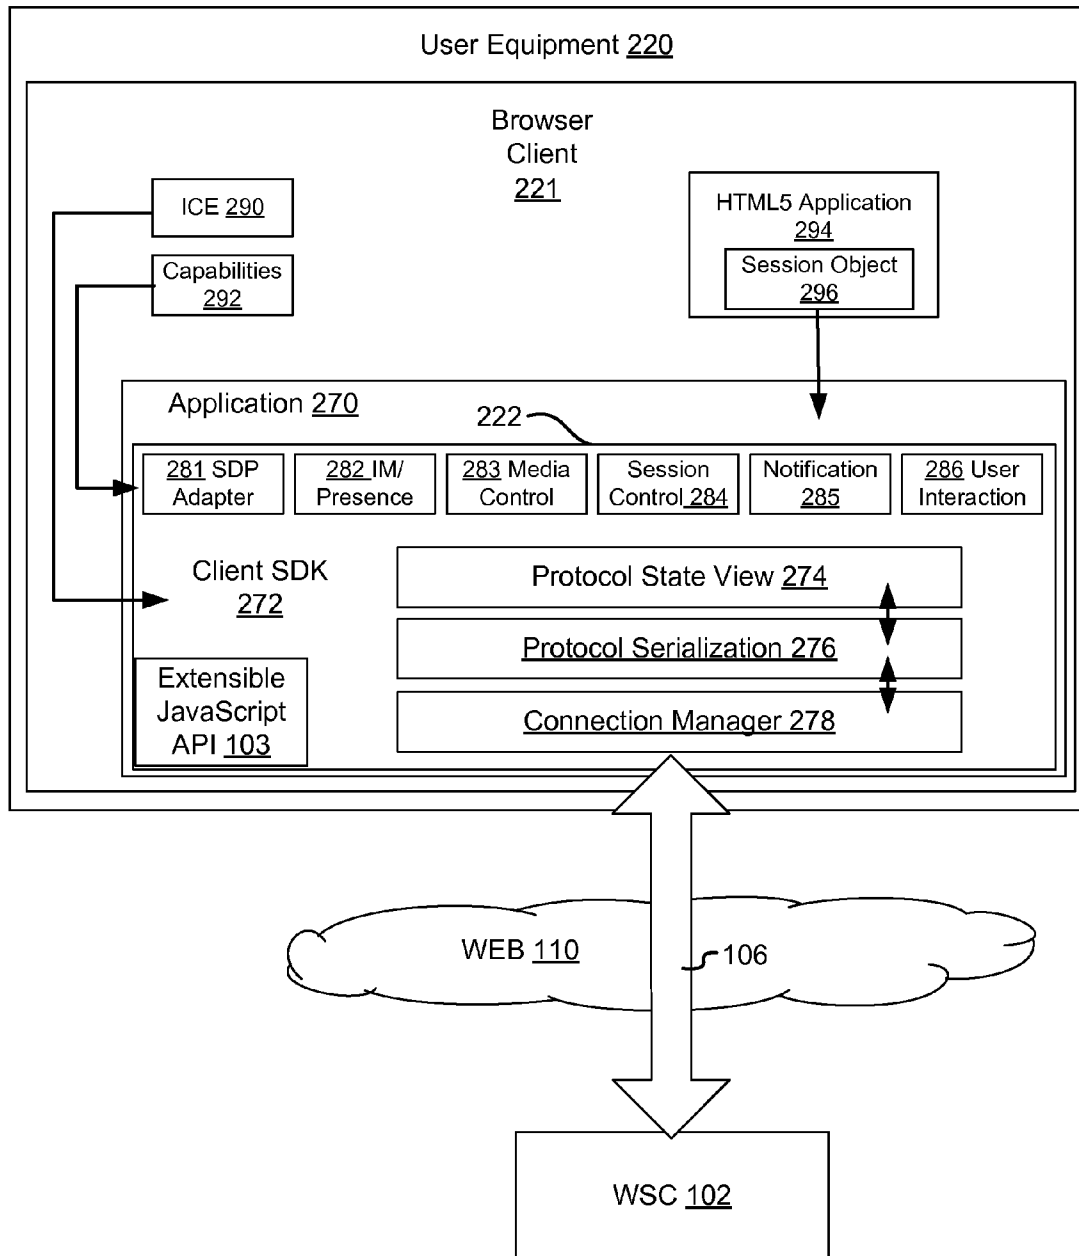 User Equipment 220
Browser
Client
221
ICE 290
Capabilities
292
HTML5 Application
294
Session Object
296
Application 270
222
281 SDP
Adapter
282 IM/
Presence
283 Media
Control
Session
Control 284
Notification
285
286 User
Interaction
Client SDK
272
Protocol State View 274
Protocol Serialization 276
Connection Manager 278
Extensible
JavaScript
API 103
WEB 110
106
WSC 102